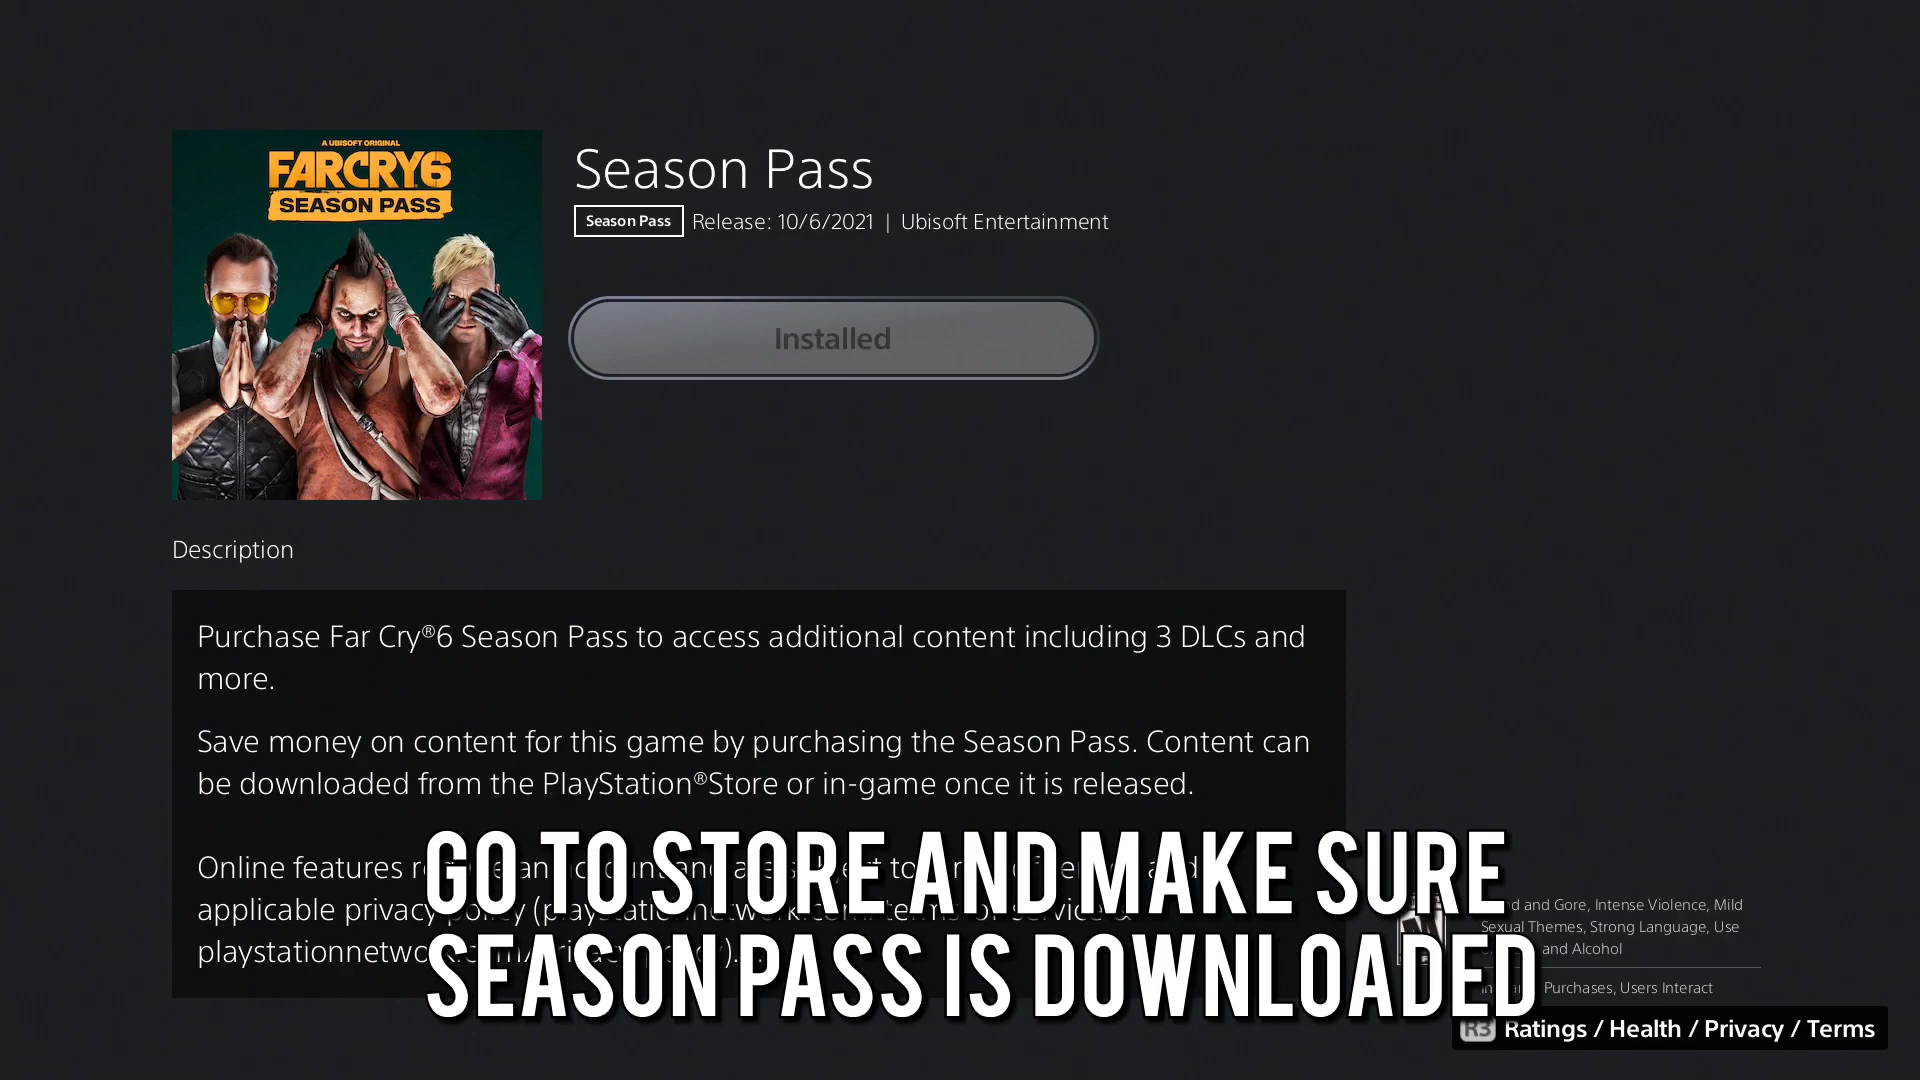 A UBISOFT ORIGINAL
FARCRY6
SEASON PASS
Season Pass
Season Pass Release: 10/6/2021 | Ubisoft Entertainment
Installed
Description
Purchase Far Cry®6 Season Pass to access additional content including 3 DLCs and
more.
Save money on content for this game by purchasing the Season Pass. Content can
be downloaded from the PlayStation®Store or in-game once it is released.
Online features
applicable privacy policy
GO TO STORE AND MAKE SURE
SEASON PASS IS DOWNLOADED
and Gore, Intense Violence, Mild
Sexual Themes, Strong Language, Use
and Alcohol
Purchases, Users Interact
R3 Ratings / Health / Privacy / Terms